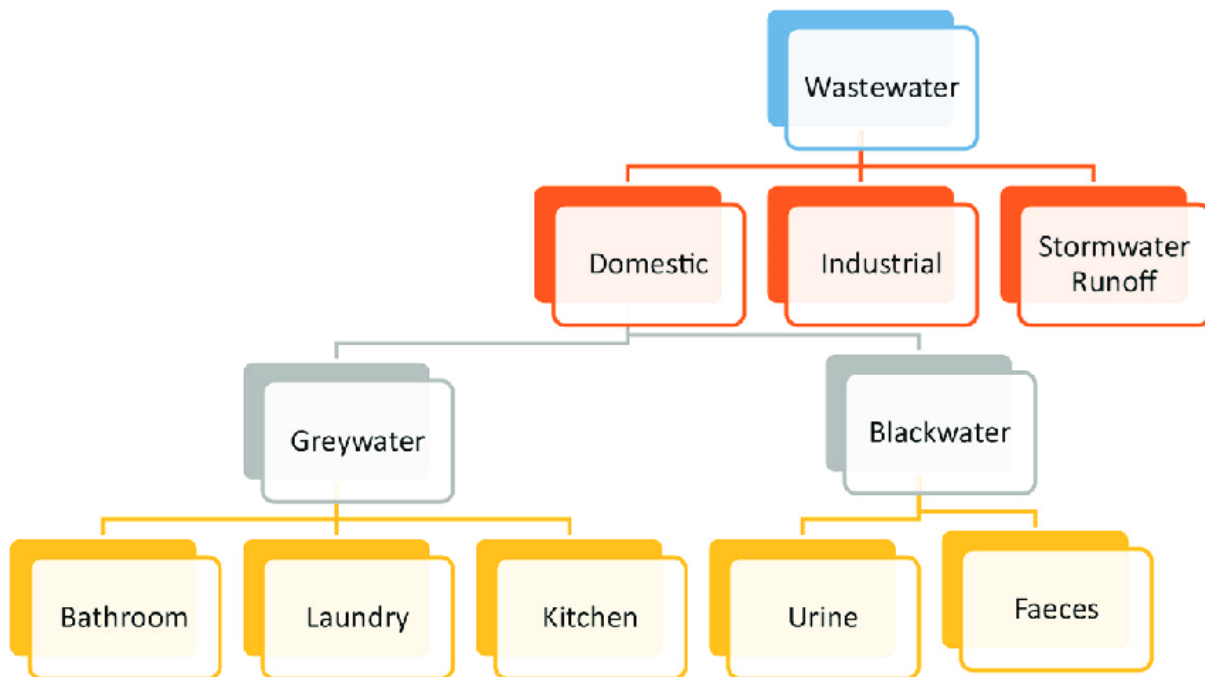 Wastewater
Domestic
Industrial
Stormwater
Runoff
Greywater
Blackwater
Bathroom
Laundry
Kitchen
Urine
Faeces